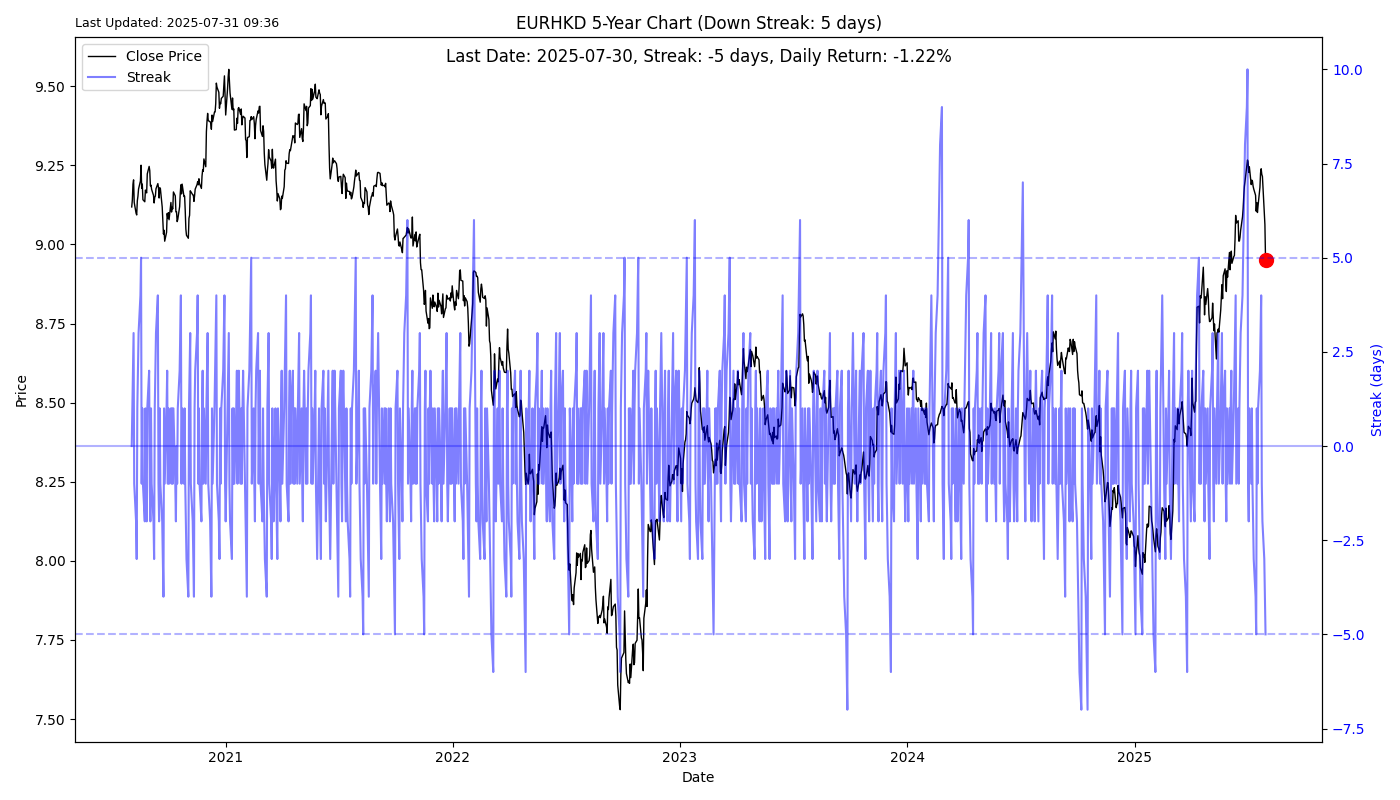 Last Updated: 2025-07-31 09:36
EURHKD 5-Year Chart (Down Streak: 5 days)
Last Date: 2025-07-30, Streak: -5 days, Daily Return: -1.22%
Close Price
Streak
9.50
9.25
9.00
8.75
8.50
8.25
8.00
7.75
7.50
Price
10.0
7.5
5.0
2.5
0.0
−2.5
−5.0
−7.5
Streak (days)
2021
2022
2023
2024
2025
Date